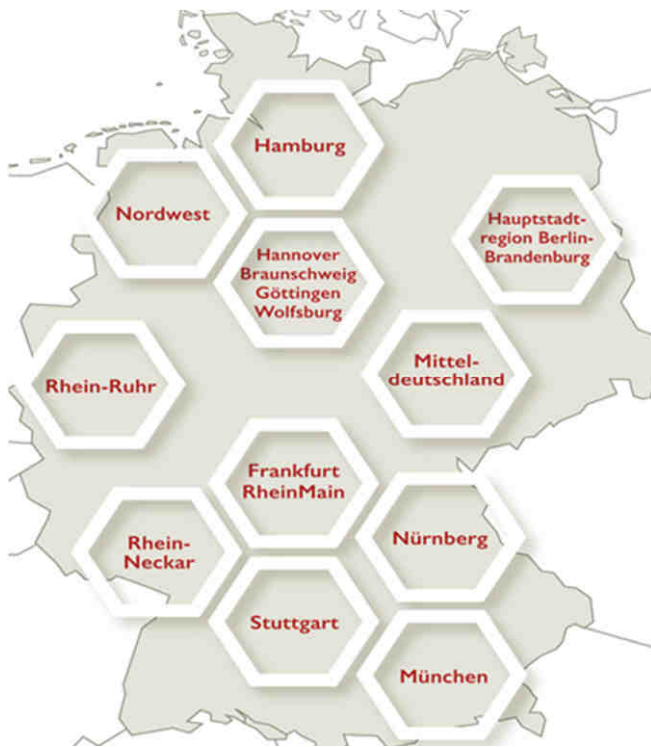 Hamburg
Nordwest
Hauptstadt-
region Berlin-
Brandenburg
Hannover
Braunschweig
Göttingen
Wolfsburg
Mittel-
deutschland
Rhein-Ruhr
Frankfurt
RheinMain
Nürnberg
Rhein-
Neckar
Stuttgart
München